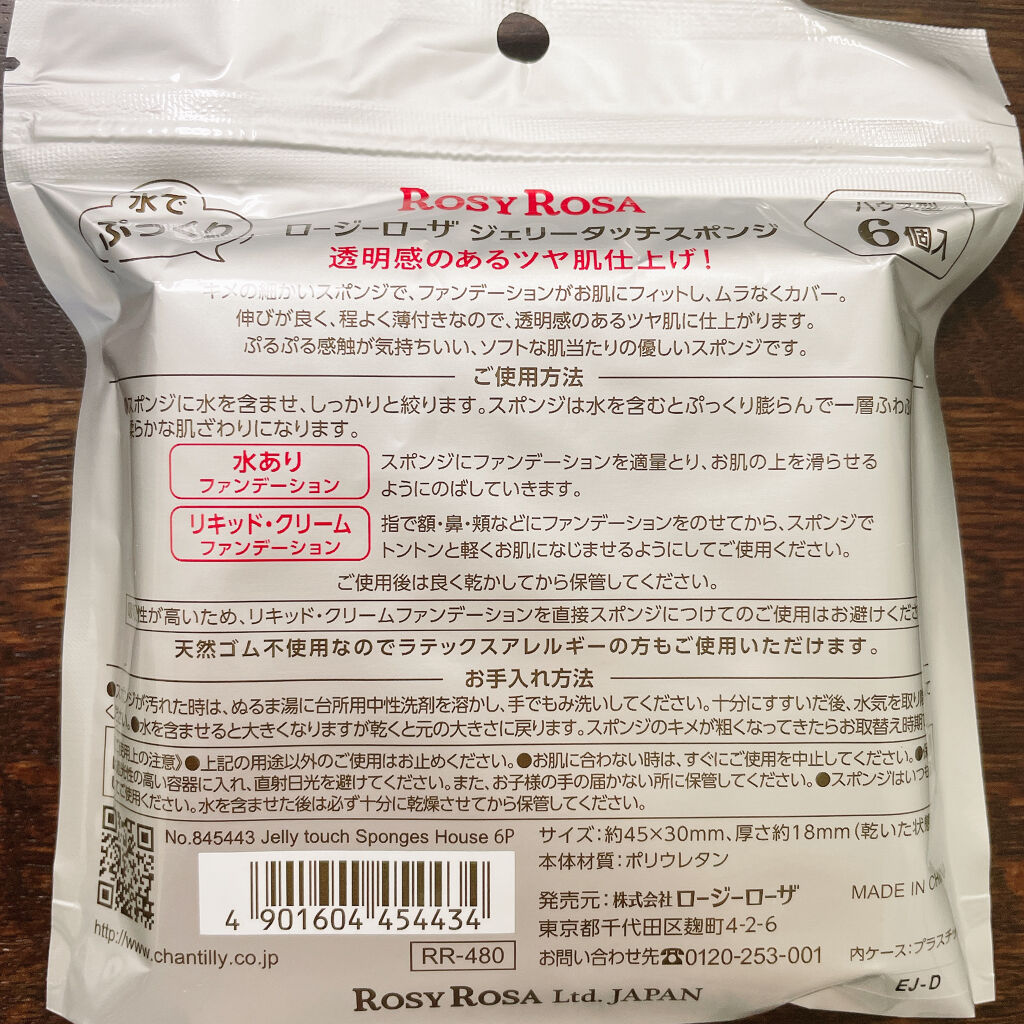 水で
ぷっくり
ROSY ROSA
ロージーローザ ジェリータッチスポンジ
ハウス型
6個入
透明感のあるツヤ肌仕上げ!
キメの細かいスポンジで、ファンデーションがお肌にフィットし、ムラなくカバー。
伸びが良く、程よく薄付きなので、透明感のあるツヤ肌に仕上がります。
ぷるぷる感触が気持ちいい、ソフトな肌当たりの優しいスポンジです。
ご使用方法
スポンジに水を含ませ、しっかりと絞ります。スポンジは水を含むとぷっくり膨らんで一層ふわふ
柔らかな肌ざわりになります。
水あり
ファンデーション
スポンジにファンデーションを適量とり、お肌の上を滑らせる
ようにのばしていきます。
リキッド・クリーム
ファンデーション
指で額・鼻・頬などにファンデーションをのせてから、スポンジで
トントンと軽くお肌になじませるようにしてご使用ください。
ご使用後は良く乾かしてから保管してください。
性が高いため、リキッド・クリームファンデーションを直接スポンジにつけてのご使用はお避けくださ
天然ゴム不使用なのでラテックスアレルギーの方もご使用いただけます。
お手入れ方法
●スポンジが汚れた時は、ぬるま湯に台所用中性洗剤を溶かし、手でもみ洗いしてください。十分にすすいだ後、水気を取り
●水を含ませると大きくなりますが乾くと元の大きさに戻ります。スポンジのキメが粗くなってきたらお取替え時期
使用上の注意》●上記の用途以外のご使用はお止めください。●お肌に合わない時は、すぐにご使用を中止してください。●
性の高い容器に入れ、直射日光を避けてください。また、お子様の手の届かない所に保管してください。●スポンジはいつも
ご使用ください。水を含ませた後は必ず十分に乾燥させてから保管してください。
No.845443 Jelly touch Sponges House 6P
4 901604 454434
http://www.chantilly.co.jp
RR-480
サイズ:約45×30mm、厚さ約18mm(乾いた状態
本体材質:ポリウレタン
発売元:株式会社ロージーローザ
東京都千代田区麹町4-2-6
お問い合わせ先☎0120-253-001
MADE IN CHINA
内ケース:プラスチッ
EJ-D
ROSY ROSA Ltd. JAPAN